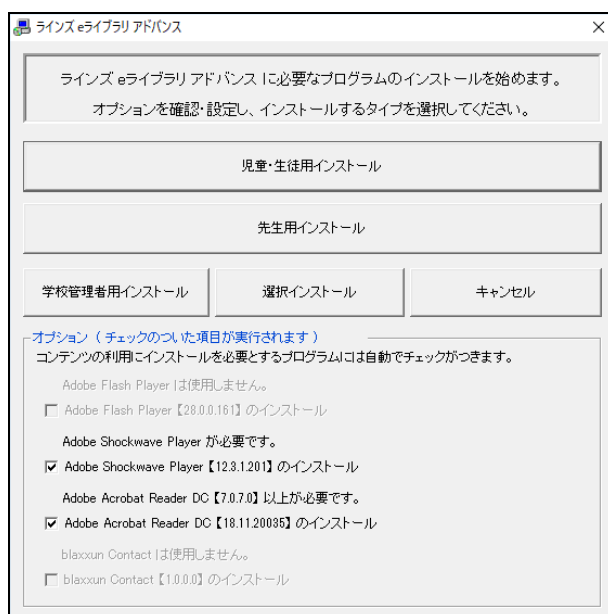 ラインズ eライブラリ アドバンス
ラインズ eライブラリ アドバンス に必要なプログラムのインストールを始めます。
オプションを確認・設定し、インストールするタイプを選択してください。
児童・生徒用インストール
先生用インストール
学校管理者用インストール 選択インストール キャンセル
オプション ( チェックのついた項目が実行されます )
コンテンツの利用にインストールを必要とするプログラムには自動でチェックがつきます。
Adobe Flash Player は使用しません。
Adobe Flash Player【28.0.0.161】のインストール
Adobe Shockwave Player が必要です。
Adobe Shockwave Player【12.3.1.201】のインストール
Adobe Acrobat Reader DC【7.0.7.0】以上が必要です。
Adobe Acrobat Reader DC【18.11.20035】のインストール
blaxxun Contact は使用しません。
blaxxun Contact【1.0.0.0】のインストール